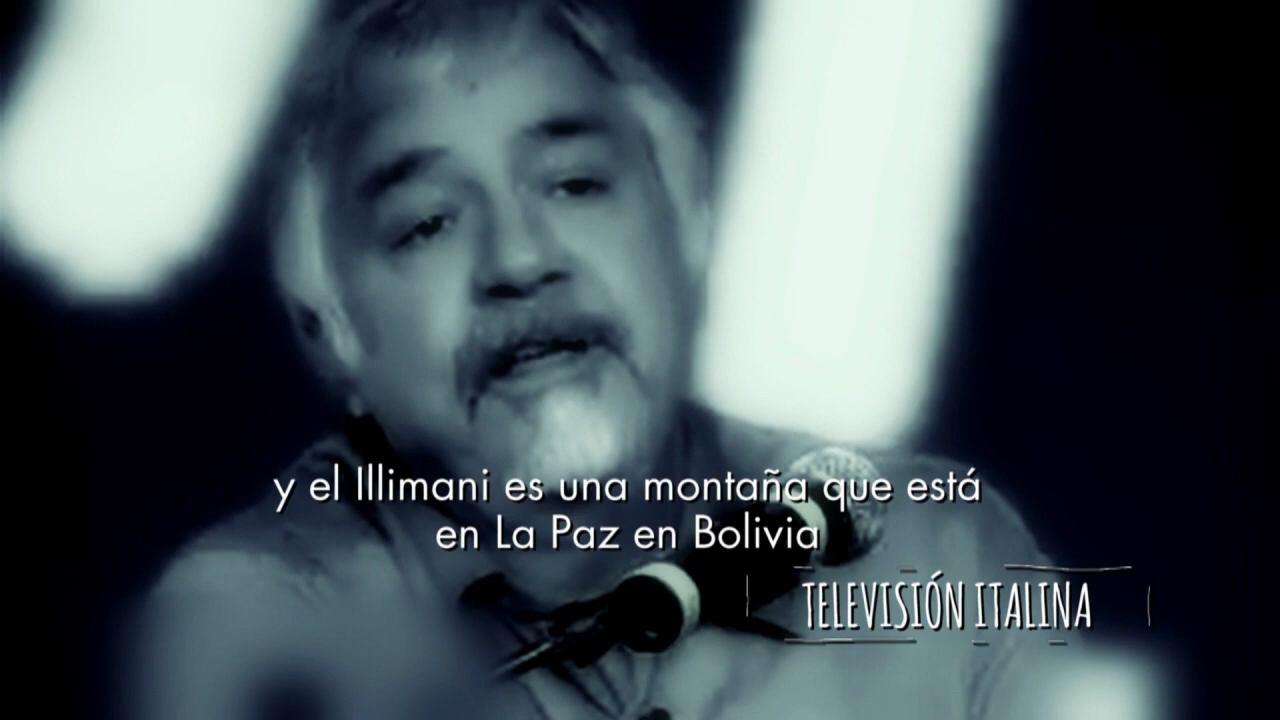 y el Illimani es una montaña que está
en La Paz en Bolivia
TELEVISIÓN ITALINA